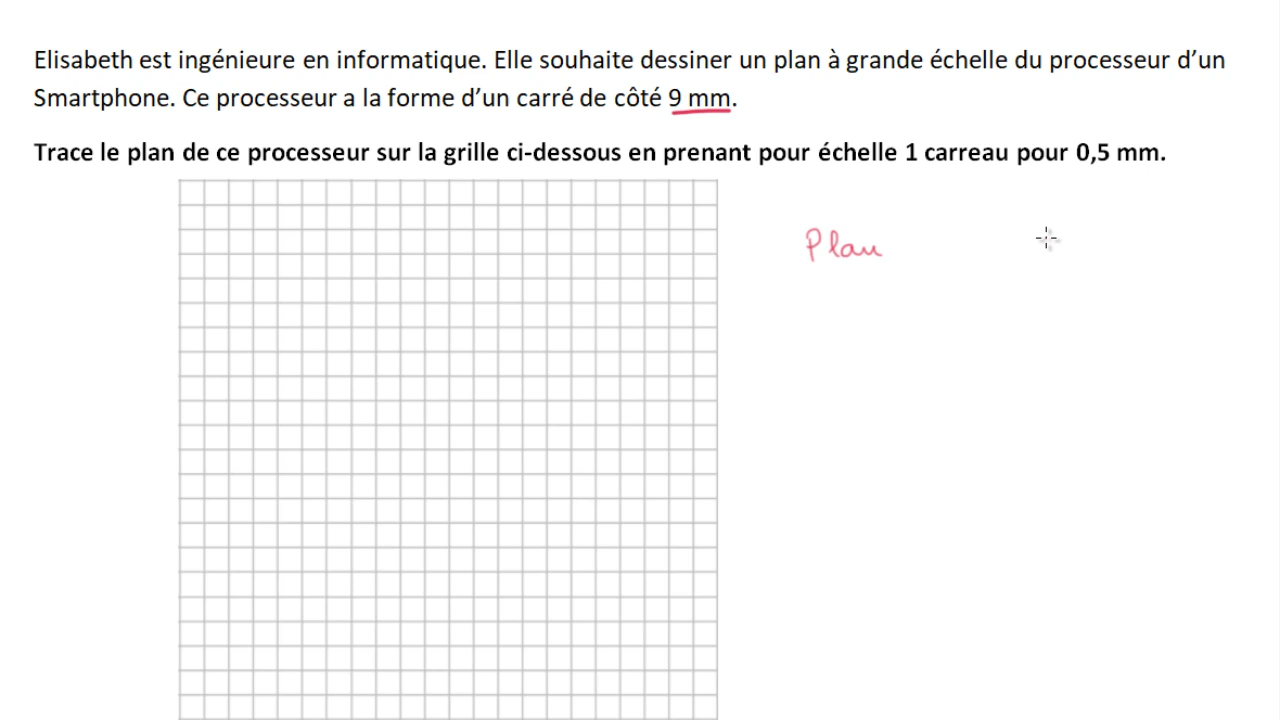 Elisabeth est ingénieure en informatique. Elle souhaite dessiner un plan à grande échelle du processeur d’un
Smartphone. Ce processeur a la forme d’un carré de côté 9 mm.
Trace le plan de ce processeur sur la grille ci-dessous en prenant pour échelle 1 carreau pour 0,5 mm.
Plan